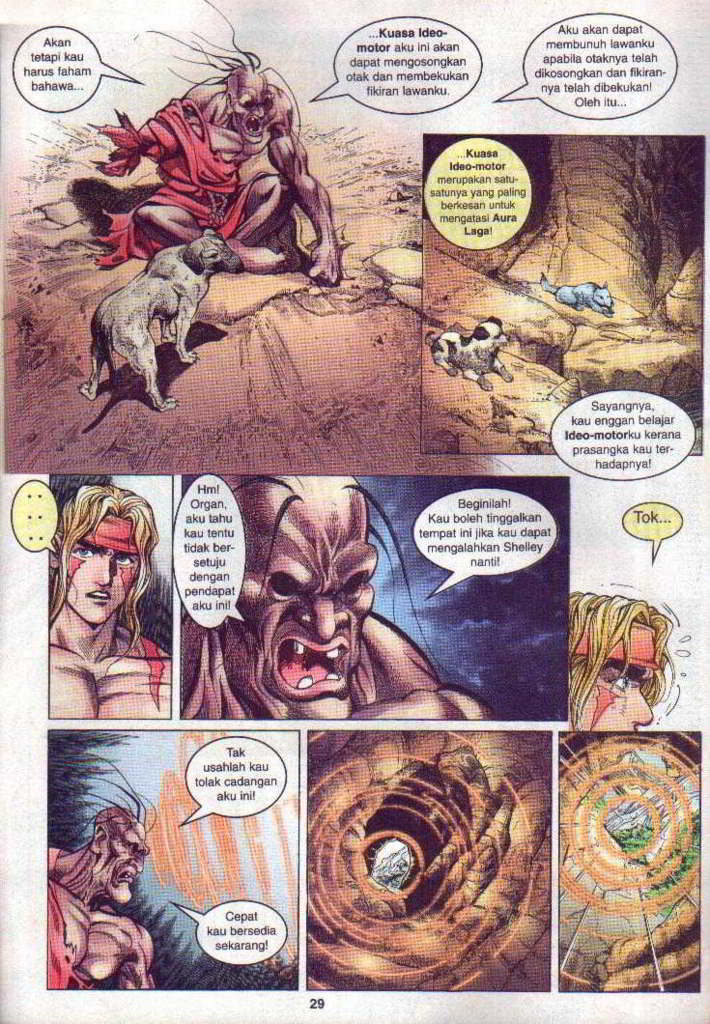 Akan
tetapi kau
harus faham
bahawa...
...Kuasa Ideo-
motor aku ini akan
dapat mengosongkan
otak dan membekukan
fikiran lawanku.
Aku akan dapat
membunuh lawanku
apabila otaknya telah
dikosongkan dan fikiran-
nya telah dibekukan!
Oleh itu...
...Kuasa
Ideo-motor
merupakan satu-
satunya yang paling
berkesan untuk
mengatasi Aura
Laga!
Sayangnya,
kau enggan belajar
Ideo-motorku kerana
prasangka kau ter-
hadapnya!
Hm!
Organ,
aku tahu
kau tentu
tidak ber-
setuju
dengan
pendapat
aku ini!
Beginilah!
Kau boleh tinggalkan
tempat ini jika kau dapat
mengalahkan Shelley
nanti!
Tok...
Tak
usahlah kau
tolak cadangan
aku ini!
Cepat
kau bersedia
sekarang!
29